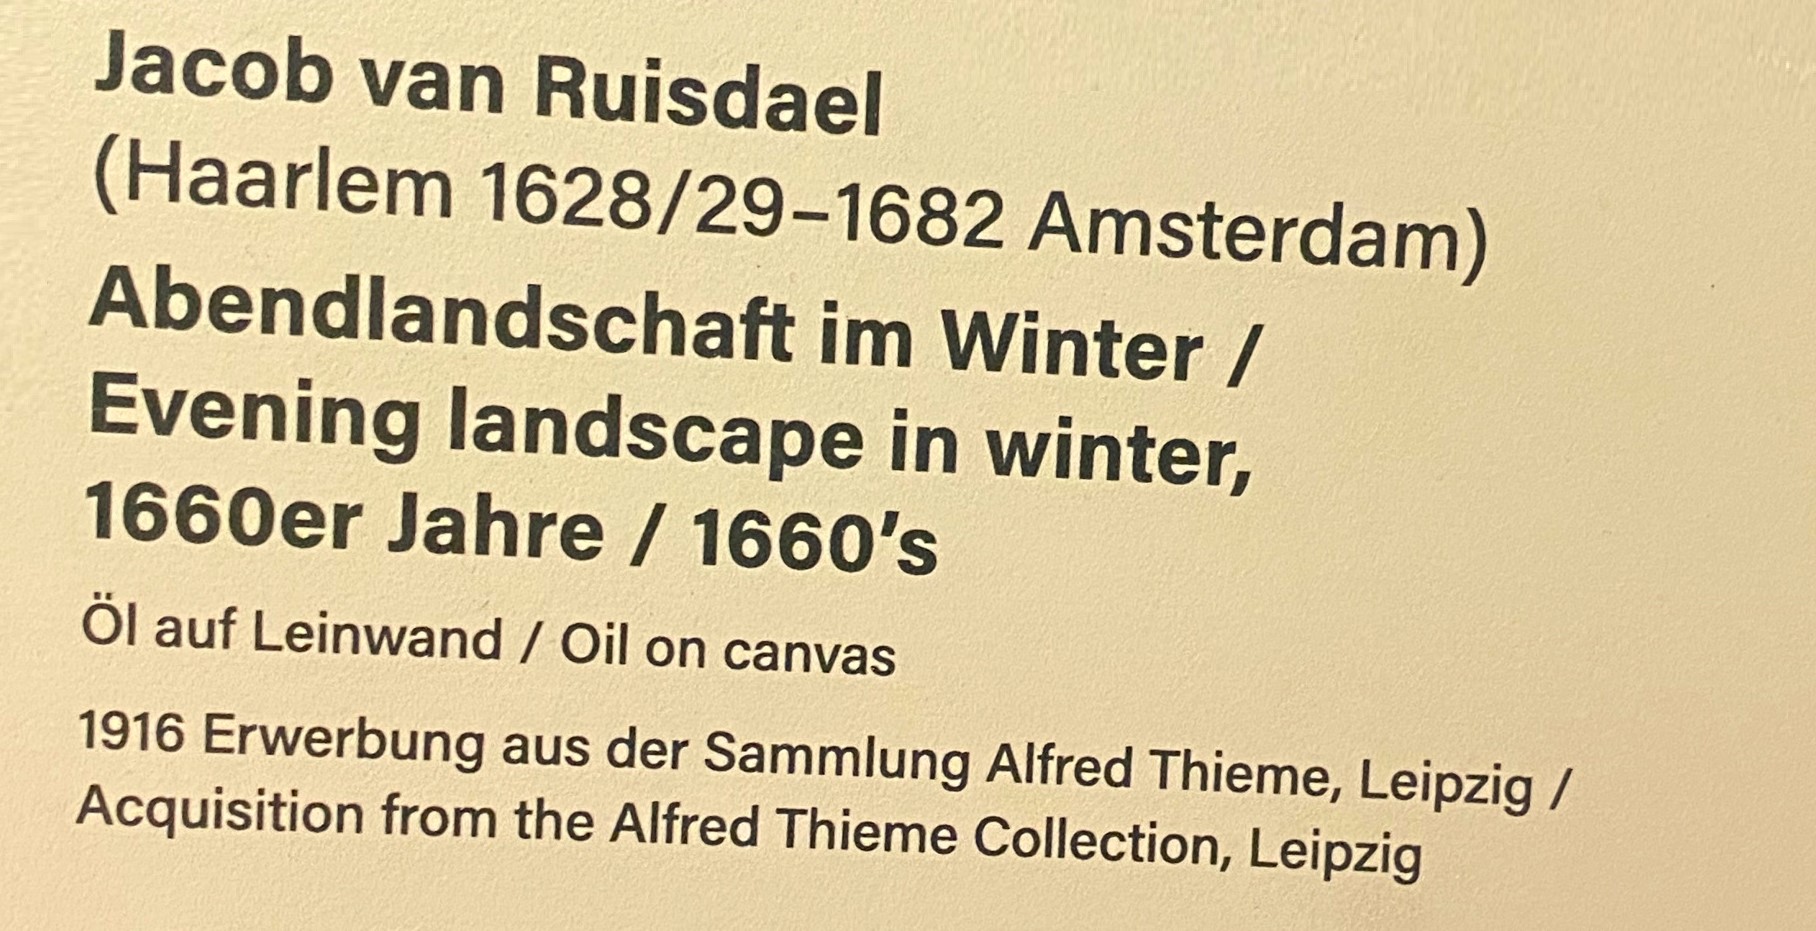 Jacob van Ruisdael
(Haarlem 1628/29–1682 Amsterdam)
Abendlandschaft im Winter /
Evening landscape in winter,
1660er Jahre / 1660’s
Öl auf Leinwand / Oil on canvas
1916 Erwerbung aus der Sammlung Alfred Thieme, Leipzig /
Acquisition from the Alfred Thieme Collection, Leipzig